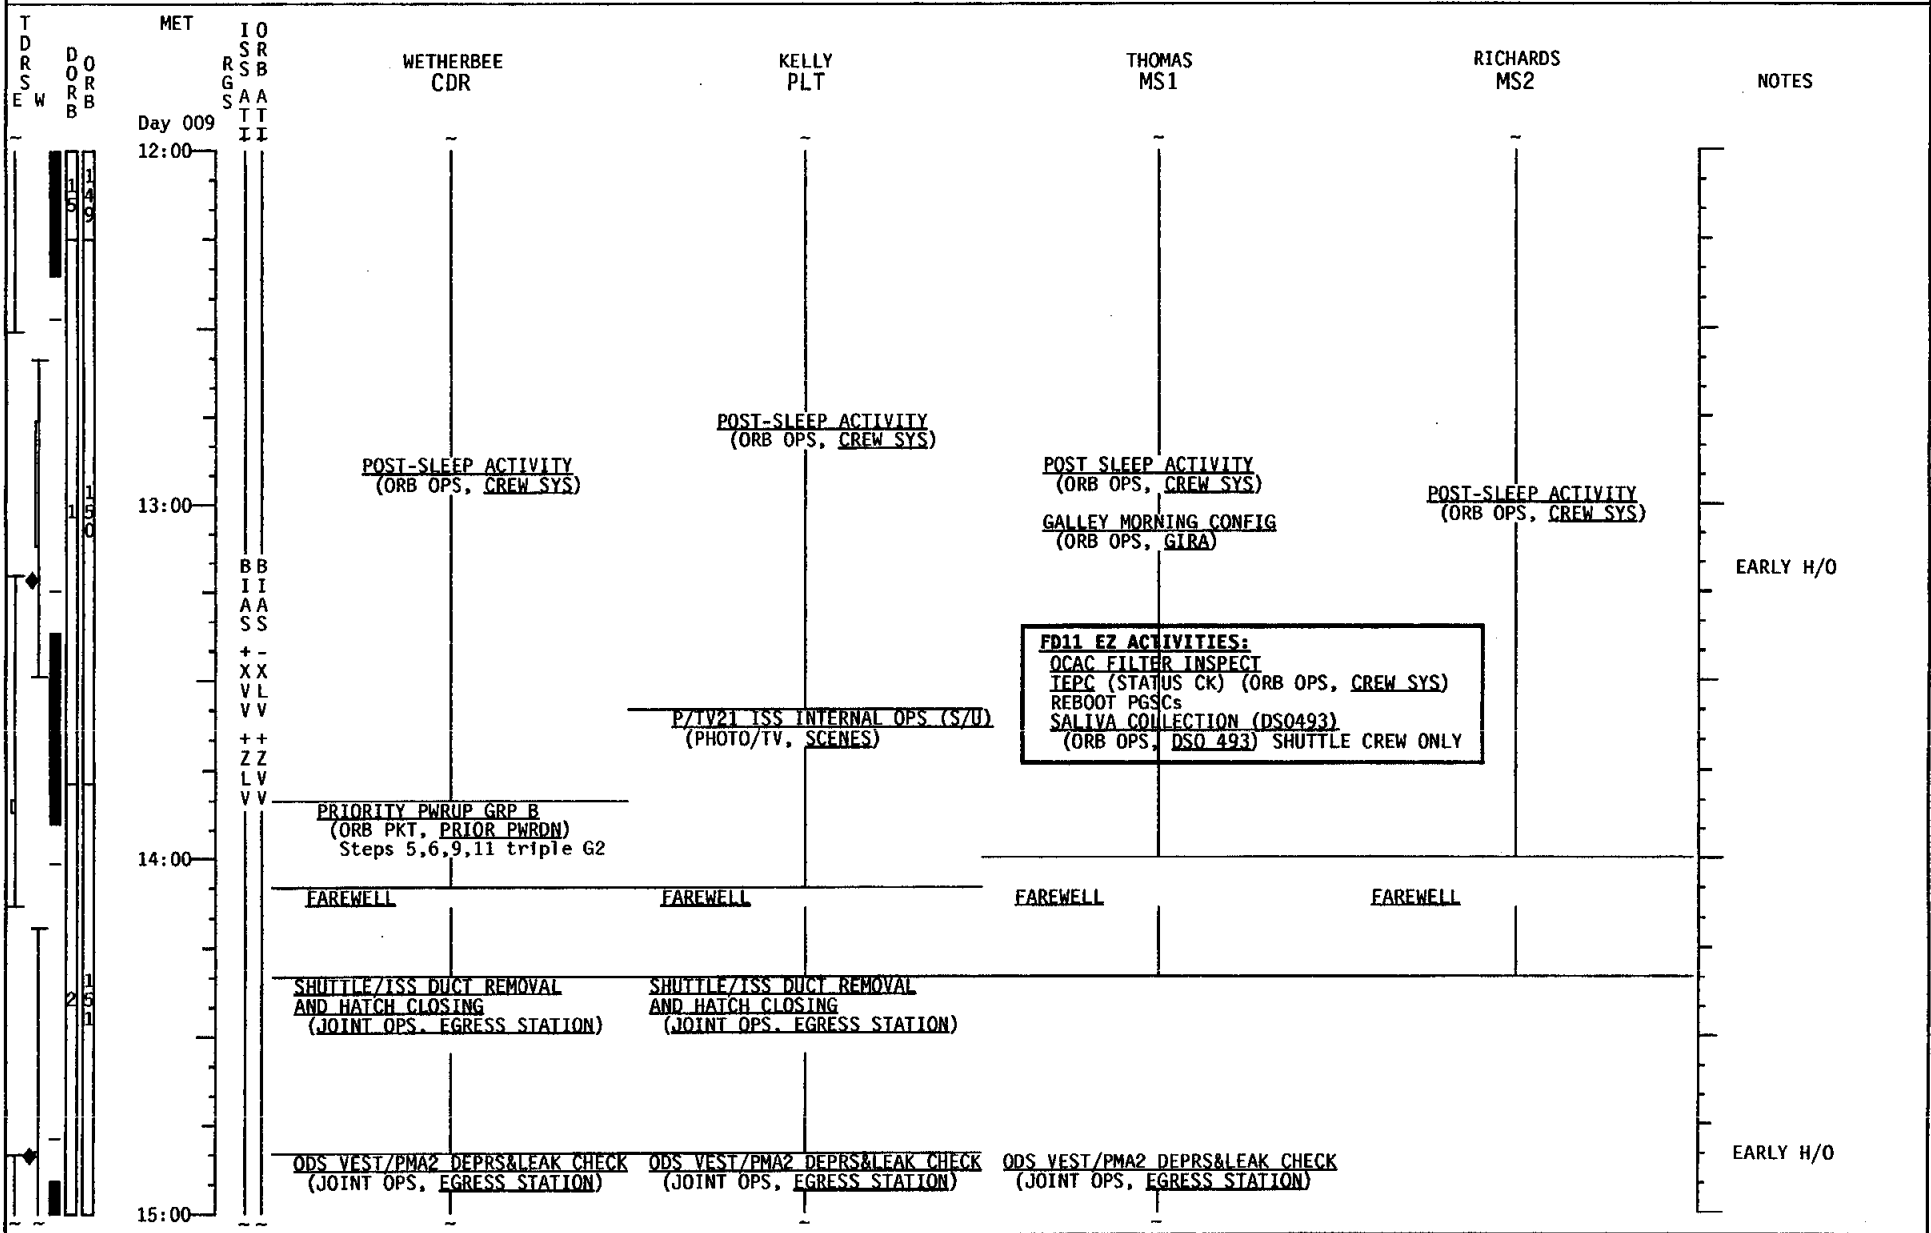 TDRS
E W
DORB
ORB
MET
RGS
ISS ATT
ORB ATT
WETHERBEE
CDR
KELLY
PLT
THOMAS
MS1
RICHARDS
MS2
NOTES
Day 009
12:00
15
149
POST-SLEEP ACTIVITY
(ORB OPS, CREW SYS)
POST-SLEEP ACTIVITY
(ORB OPS, CREW SYS)
POST SLEEP ACTIVITY
(ORB OPS, CREW SYS)
POST-SLEEP ACTIVITY
(ORB OPS, CREW SYS)
13:00
1
150
GALLEY MORNING CONFIG
(ORB OPS, GIRA)
BIAS +XVV +ZLV
BIAS -XLV +ZVV
EARLY H/O
FD11 EZ ACTIVITIES:
OCAC FILTER INSPECT
IEPC (STATUS CK) (ORB OPS, CREW SYS)
REBOOT PGSCs
SALIVA COLLECTION (DSO493)
(ORB OPS, DSO 493) SHUTTLE CREW ONLY
P/TV21 ISS INTERNAL OPS (S/U)
(PHOTO/TV, SCENES)
PRIORITY PWRUP GRP B
(ORB PKT, PRIOR PWRDN)
Steps 5,6,9,11 triple G2
14:00
FAREWELL
FAREWELL
FAREWELL
FAREWELL
2
151
SHUTTLE/ISS DUCT REMOVAL
AND HATCH CLOSING
(JOINT OPS. EGRESS STATION)
SHUTTLE/ISS DUCT REMOVAL
AND HATCH CLOSING
(JOINT OPS. EGRESS STATION)
ODS VEST/PMA2 DEPRS&LEAK CHECK
(JOINT OPS, EGRESS STATION)
ODS VEST/PMA2 DEPRS&LEAK CHECK
(JOINT OPS, EGRESS STATION)
ODS VEST/PMA2 DEPRS&LEAK CHECK
(JOINT OPS, EGRESS STATION)
EARLY H/O
15:00